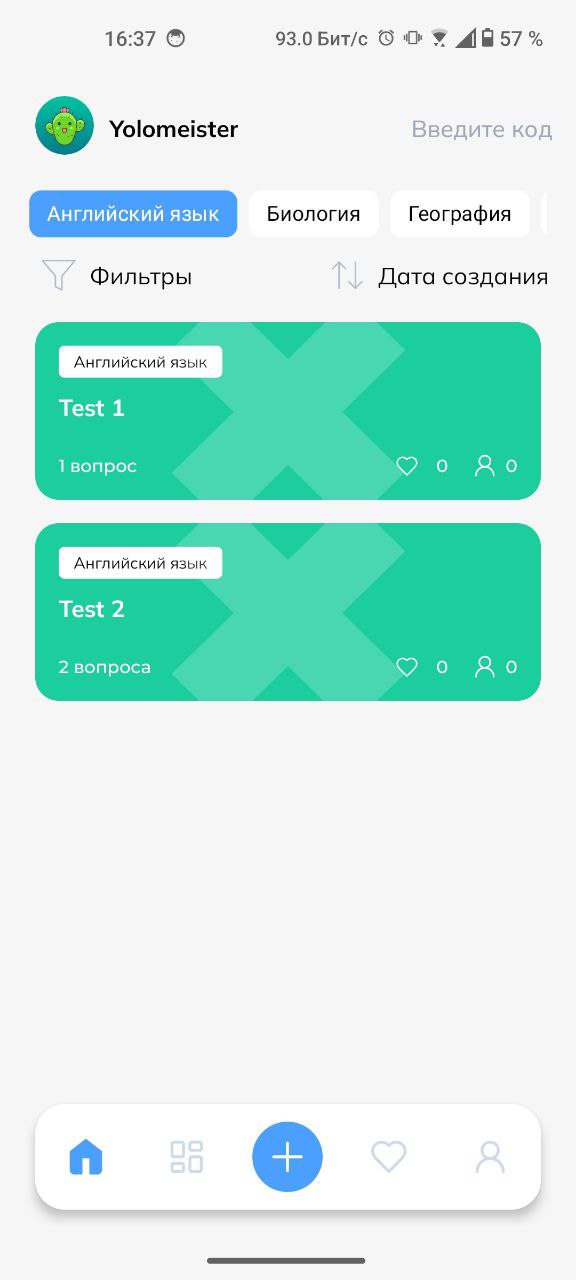 16:37 93.0 Бит/с 57 %
Yolomeister Введите код
Английский язык Биология География
Фильтры Дата создания
Английский язык
Test 1
1 вопрос 0 0
Английский язык
Test 2
2 вопроса 0 0